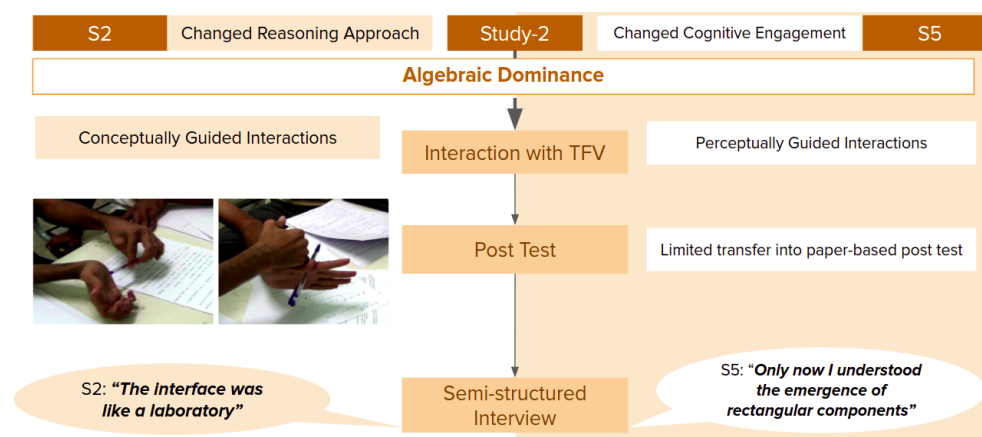 S2
Changed Reasoning Approach
Study-2
Changed Cognitive Engagement
S5
Algebraic Dominance
Conceptually Guided Interactions
Interaction with TFV
Perceptually Guided Interactions
Post Test
Limited transfer into paper-based post test
S2: “The interface was
like a laboratory”
Semi-structured
Interview
S5: “Only now I understood
the emergence of
rectangular components”